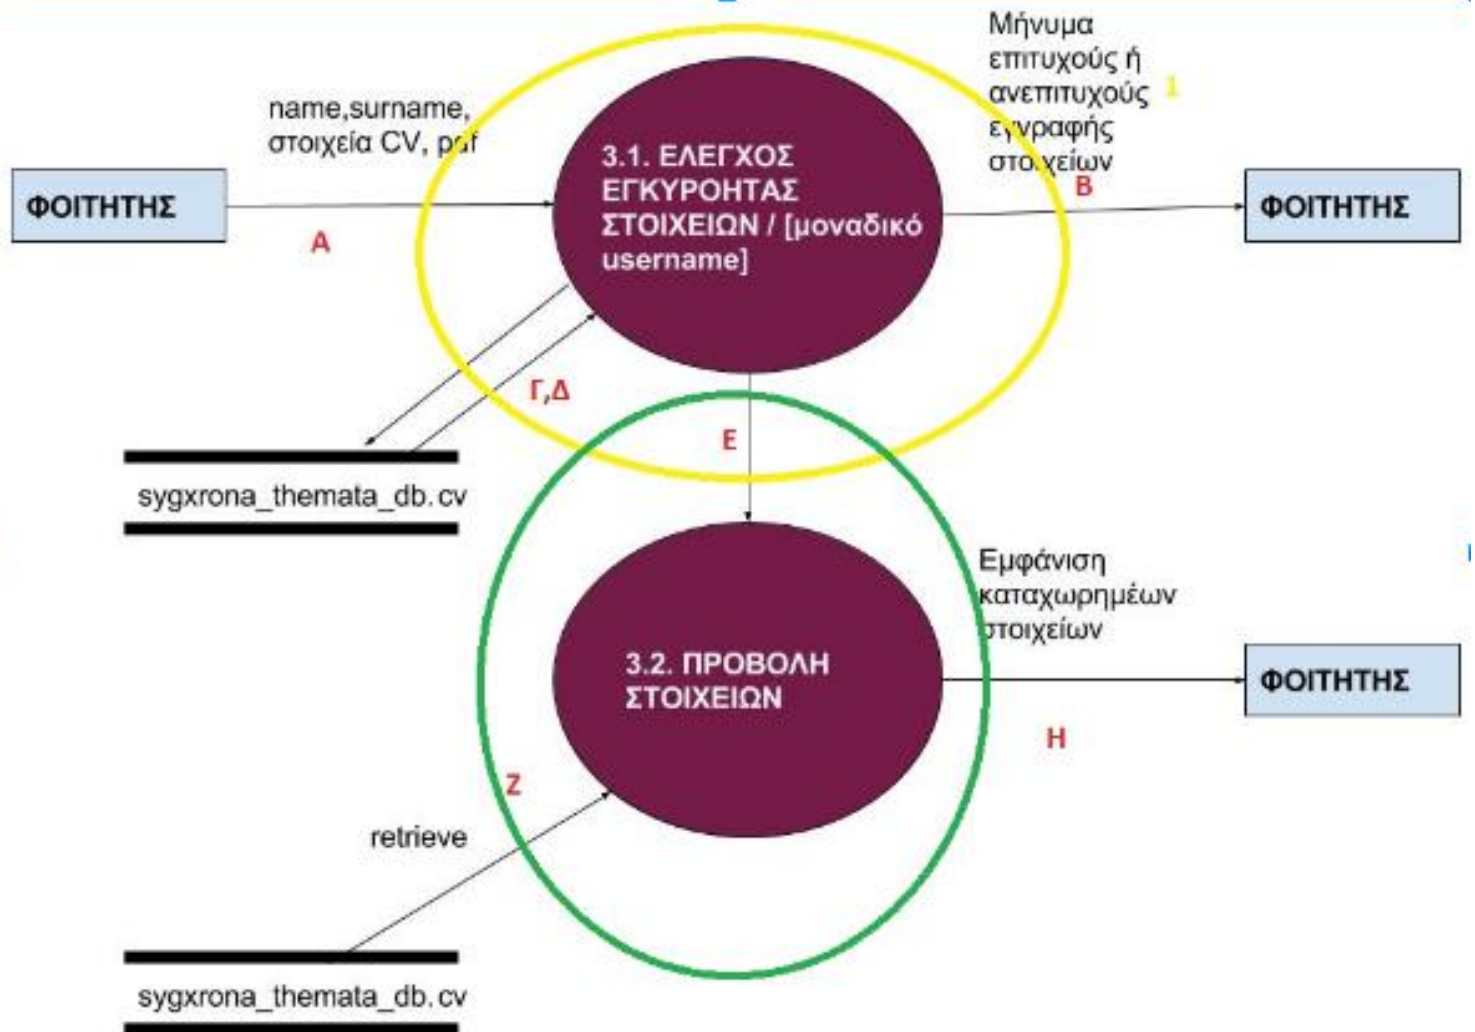 Μήνυμα
επιτυχούς ή
ανεπιτυχούς 1
εγγραφής
στοιχείων
name,surname,
στοιχεία CV, pdf
ΦΟΙΤΗΤΗΣ
3.1. ΕΛΕΓΧΟΣ
ΕΓΚΥΡΟΗΤΑΣ
ΣΤΟΙΧΕΙΩΝ / [μοναδικό
username]
Β
ΦΟΙΤΗΤΗΣ
Α
Γ,Δ
Ε
sygxrona_themata_db.cv
Εμφάνιση
καταχωρημέων
στοιχείων
3.2. ΠΡΟΒΟΛΗ
ΣΤΟΙΧΕΙΩΝ
ΦΟΙΤΗΤΗΣ
Η
Ζ
retrieve
sygxrona_themata_db.cv